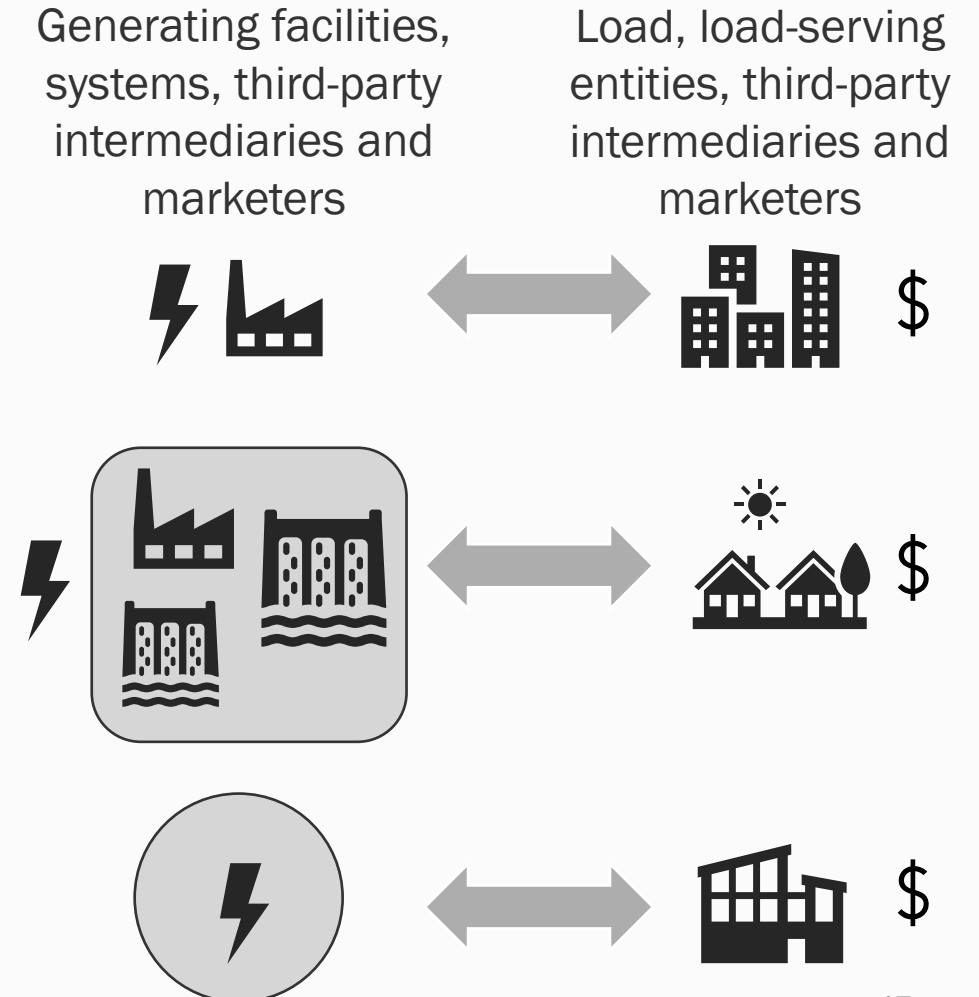 Generating facilities,
systems, third-party
intermediaries and
marketers
Load, load-serving
entities, third-party
intermediaries and
marketers
$
$
$